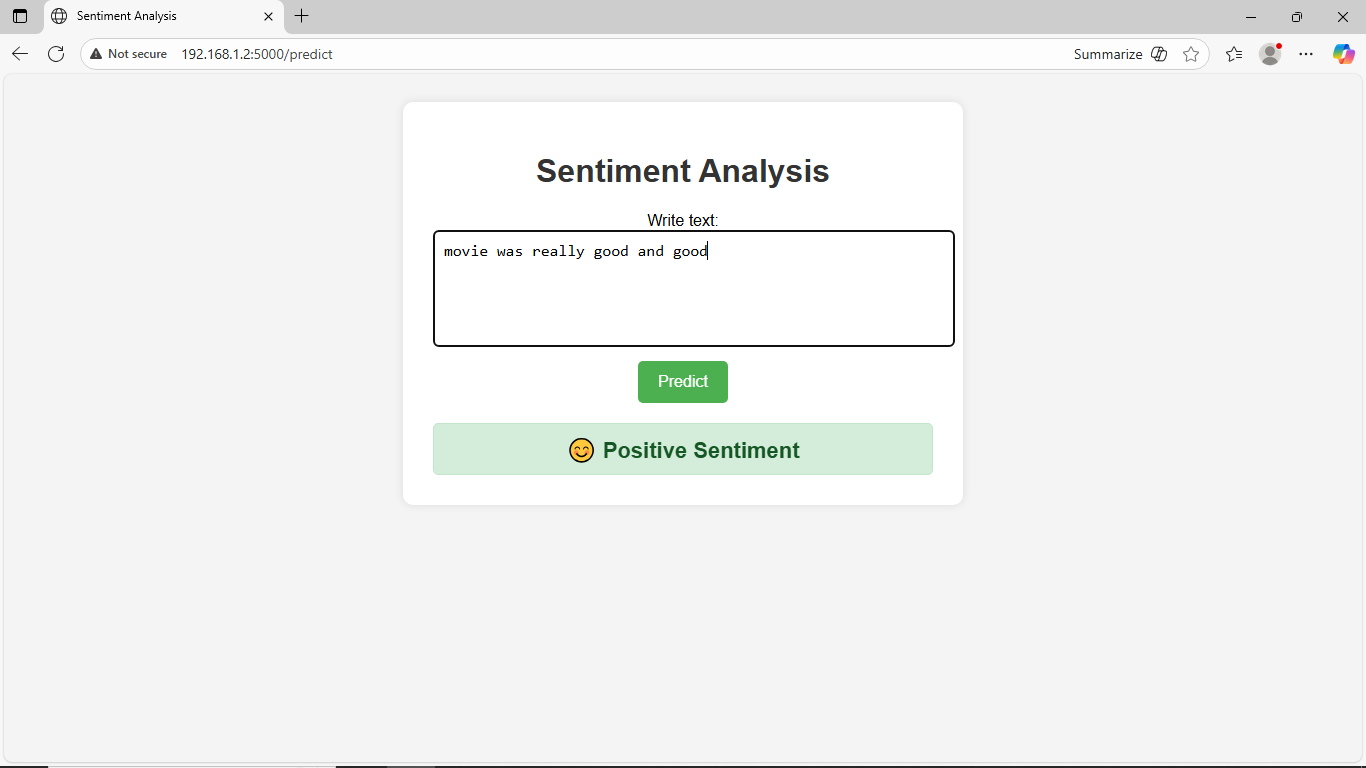 Sentiment Analysis
Not secure 192.168.1.2:5000/predict Summarize
Sentiment Analysis
Write text:
movie was really good and good
Predict
😊 Positive Sentiment